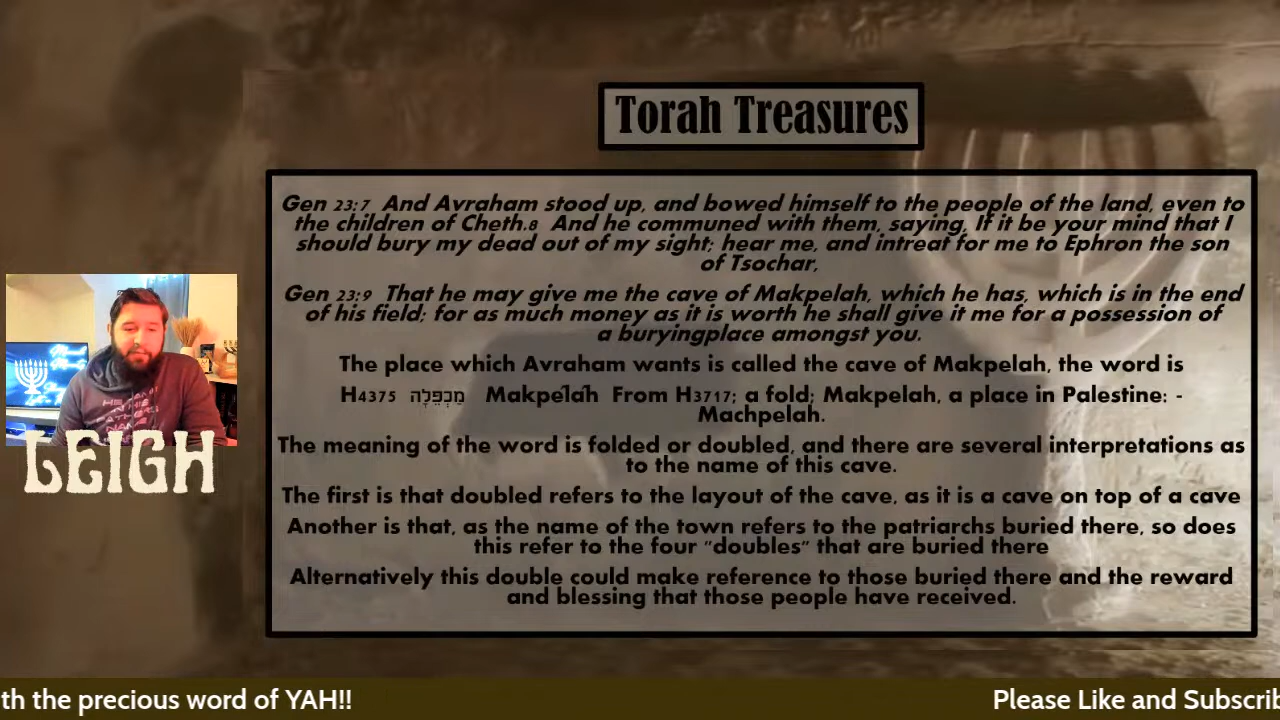 Torah Treasures
Gen 23:7 And Avraham stood up, and bowed himself to the people of the land, even to
the children of Cheth.8 And he communed with them, saying, If it be your mind that I
should bury my dead out of my sight; hear me, and intreat for me to Ephron the son
of Tsochar,
Gen 23:9 That he may give me the cave of Makpelah, which he has, which is in the end
of his field; for as much money as it is worth he shall give it me for a possession of
a buryingplace amongst you.
The place which Avraham wants is called the cave of Makpelah, the word is
H4375 מַכְפֵּלָה Makpêlâh From H3717; a fold; Makpelah, a place in Palestine: -
Machpelah.
The meaning of the word is folded or doubled, and there are several interpretations as
to the name of this cave.
The first is that doubled refers to the layout of the cave, as it is a cave on top of a cave
Another is that, as the name of the town refers to the patriarchs buried there, so does
this refer to the four "doubles" that are buried there
Alternatively this double could make reference to those buried there and the reward
and blessing that those people have received.
LEIGH
th the precious word of YAH!! Please Like and Subscrib